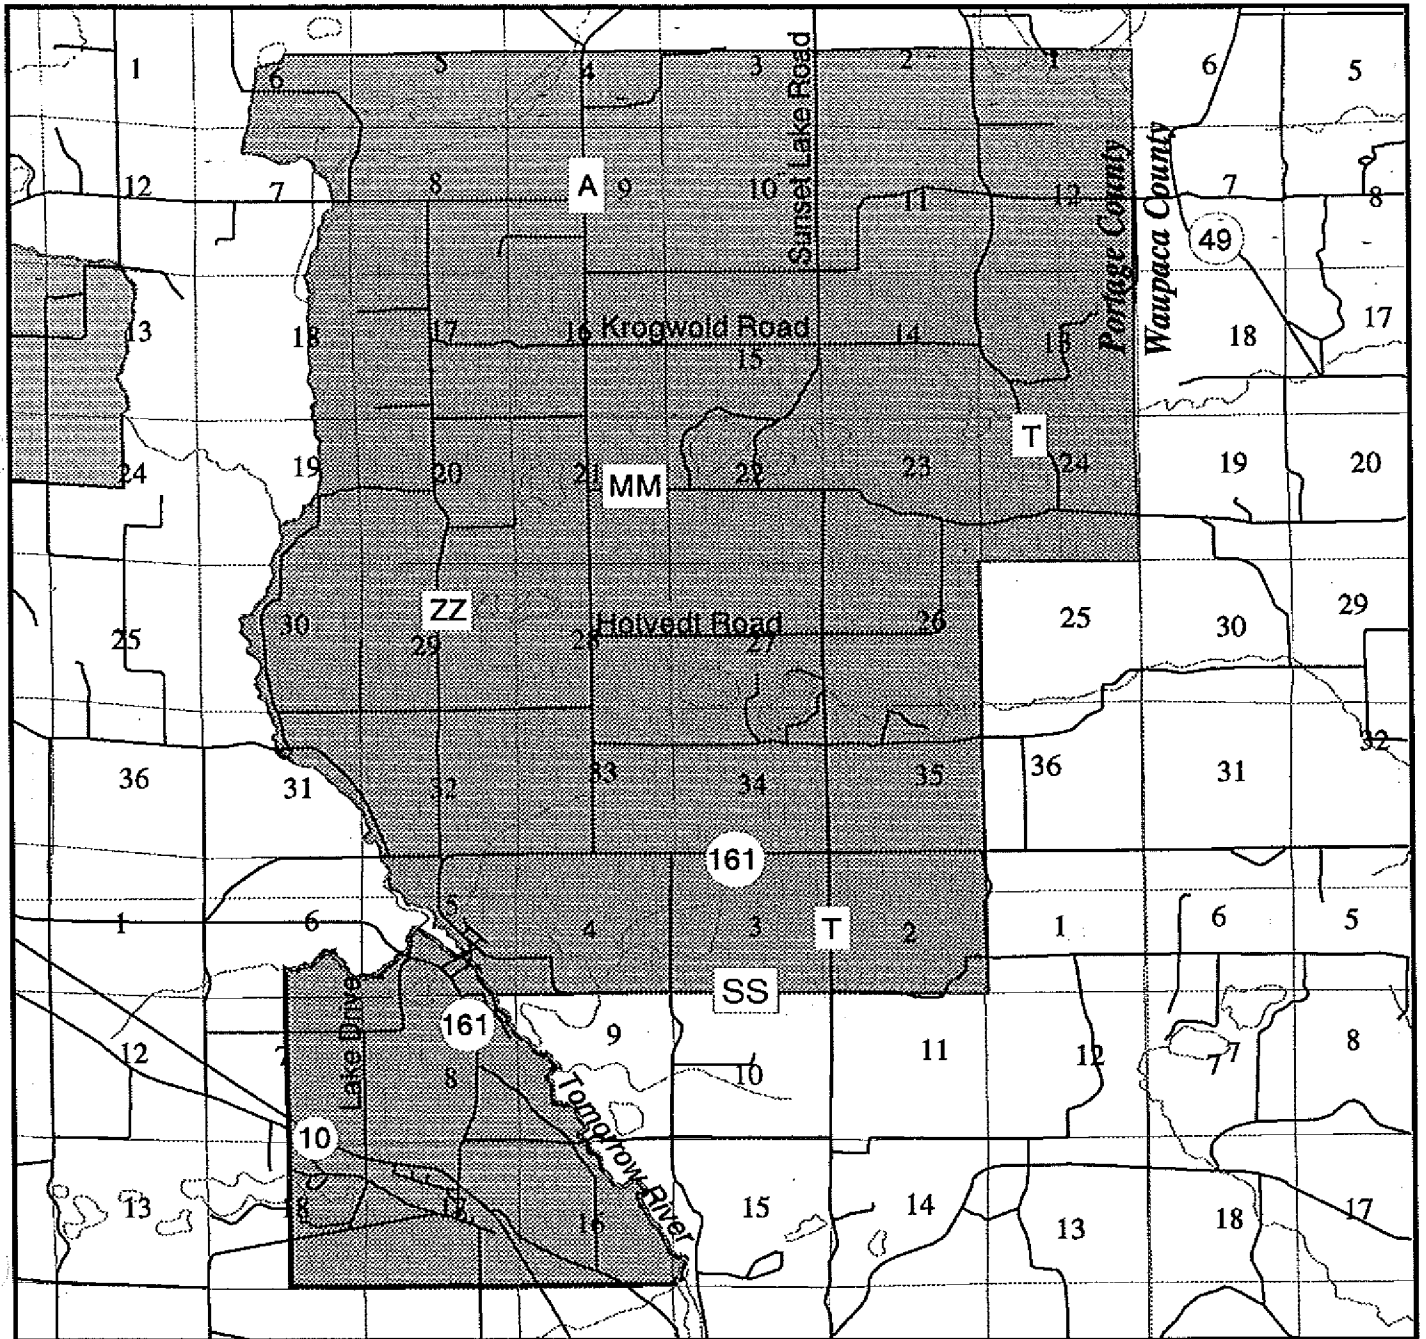 1 6 5 4 3 2 1 6 5
Sunset Lake Road
12 7 8 A 9 10 11 12 7 8
Portage County
Waupaca County
49
13 18 17 16 Krogwold Road 15 14 13 18 17
T
24 19 20 21 MM 22 23 24 19 20
ZZ
25 30 29 28 Holvedt Road 27 26 25 30 29
36 31 32 33 34 35 36 31 32
161
1 6 5 4 3 T 2 1 6 5
SS
Lake Drive
161
12 8 9 10 11 12 7 7 8
Tomorrow River
10
13 18 17 16 15 14 13 18 17